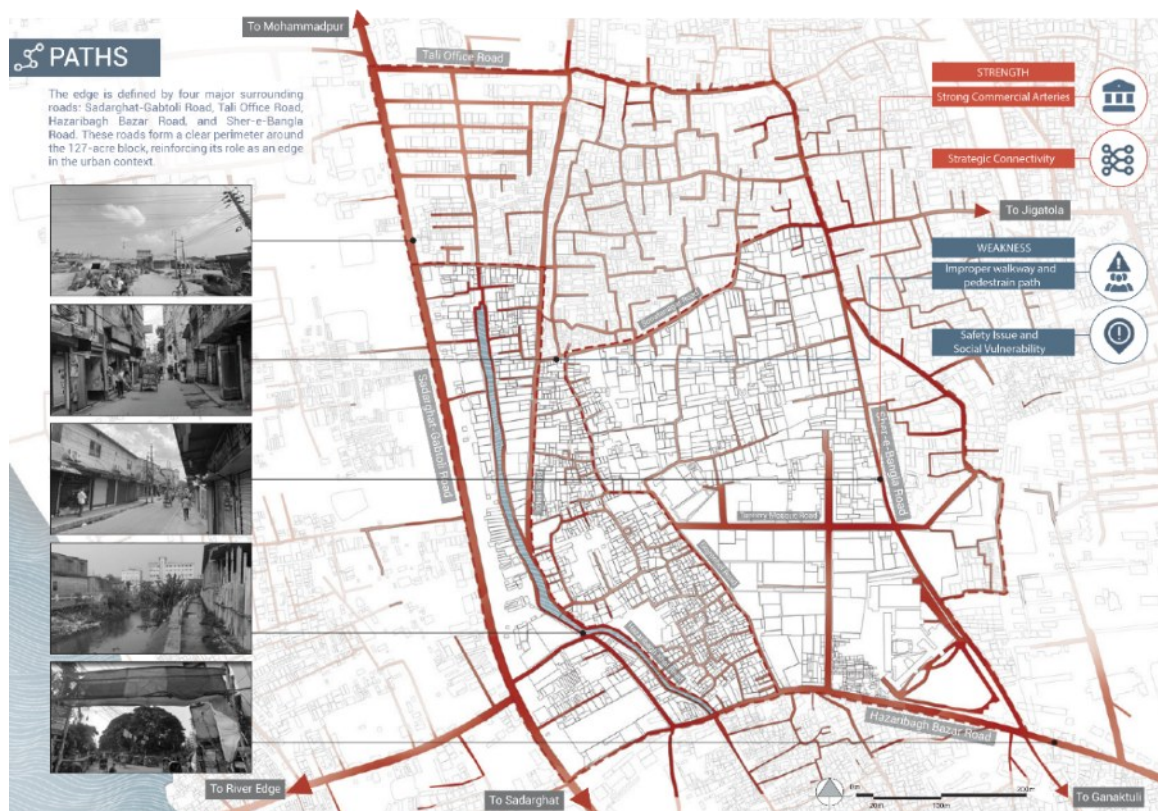 To Mohammadpur
PATHS
Tali Office Road
The edge is defined by four major surrounding
roads: Sadarghat-Gabtoli Road, Tali Office Road,
Hazaribagh Bazar Road, and Sher-e-Bangla
Road. These roads form a clear perimeter around
the 127-acre block, reinforcing its role as an edge
in the urban context.
STRENGTH
Strong Commercial Arteries
Strategic Connectivity
To Jigatola
WEAKNESS
Improper walkway and
pedestrain path
Safety Issue and
Social Vulnerability
Sadarghat-Gabtoli Road
Sher-e-Bangla Road
Tannery Mosque Road
Hazaribagh Bazar Road
To River Edge
To Sadarghat
0m
20m
100m
200m
To Ganaktuli